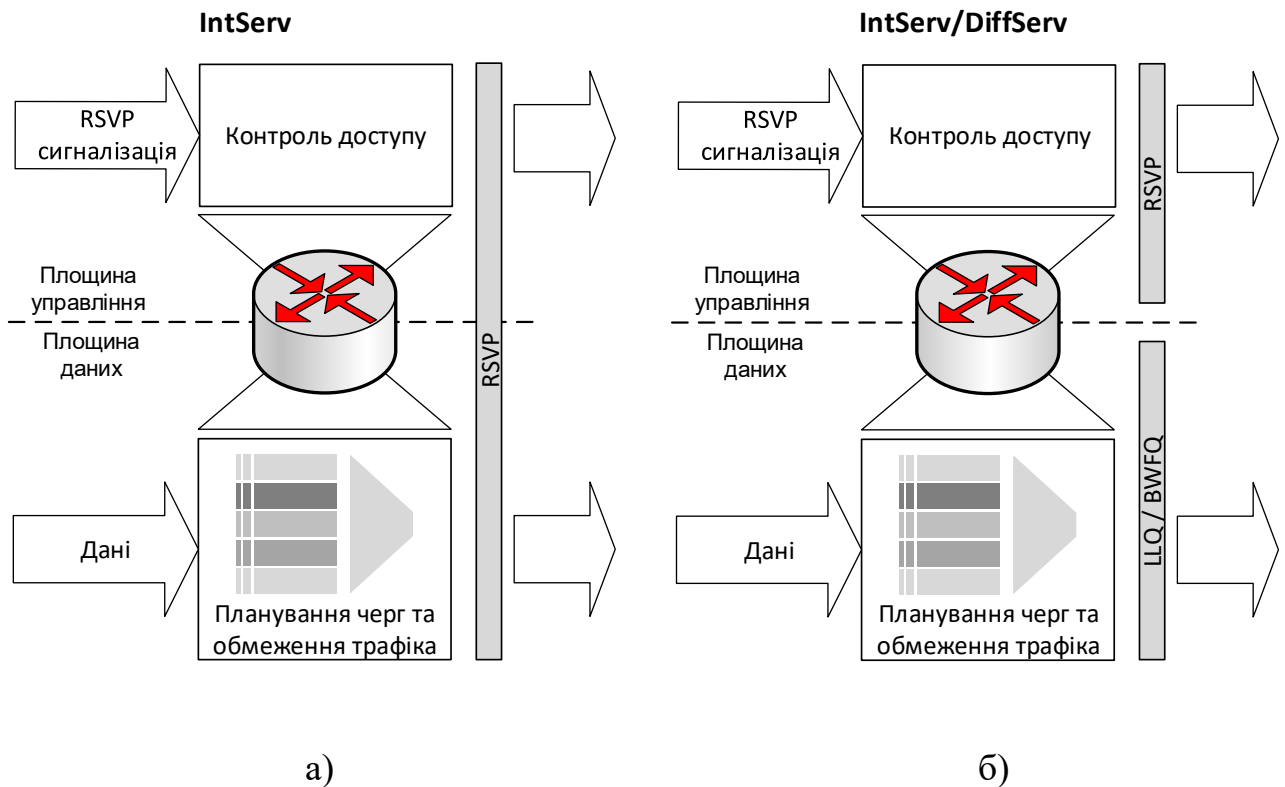 IntServ
RSVP
сигналізація
Контроль доступу
Площина
управління
Площина
даних
RSVP
Дані
Планування черг та
обмеження трафіка
а)
IntServ/DiffServ
RSVP
сигналізація
Контроль доступу
RSVP
Площина
управління
Площина
даних
LLQ / BWFQ
Дані
Планування черг та
обмеження трафіка
б)